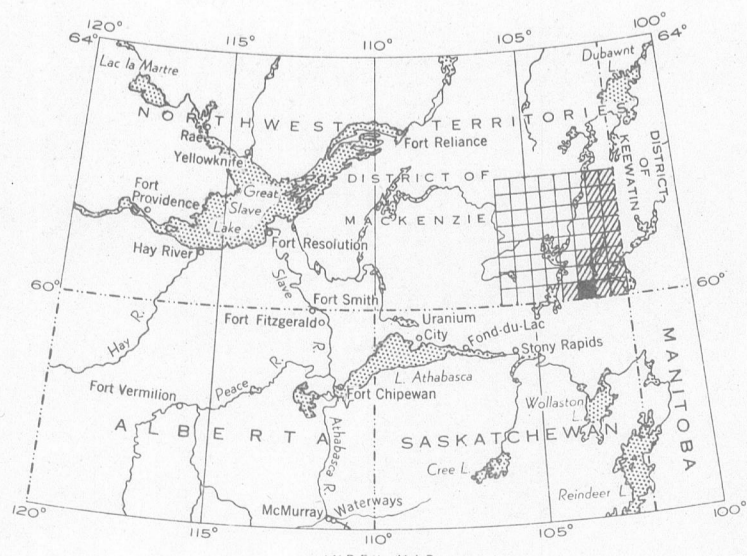 120°
115°
110°
105°
100°
64°
64°
Lac la Martre
Dubawnt
L.
NORTHWEST TERRITORIES
Rae
Yellowknife
Fort Reliance
DISTRICT OF
KEEWATIN
DISTRICT OF
MACKENZIE
Fort
Providence
Great
Slave
Lake
Hay River
Fort Resolution
Slave
R.
60°
60°
Fort Smith
Fort Fitzgerald
Uranium
City
Fond-du-Lac
Stony Rapids
Hay R.
Peace R.
L. Athabasca
Fort Vermilion
Fort Chipewan
Wollaston
L.
MANITOBA
ALBERTA
SASKATCHEWAN
Athabasca R.
Cree L.
Reindeer L.
McMurray
Waterways
120°
115°
110°
105°
100°